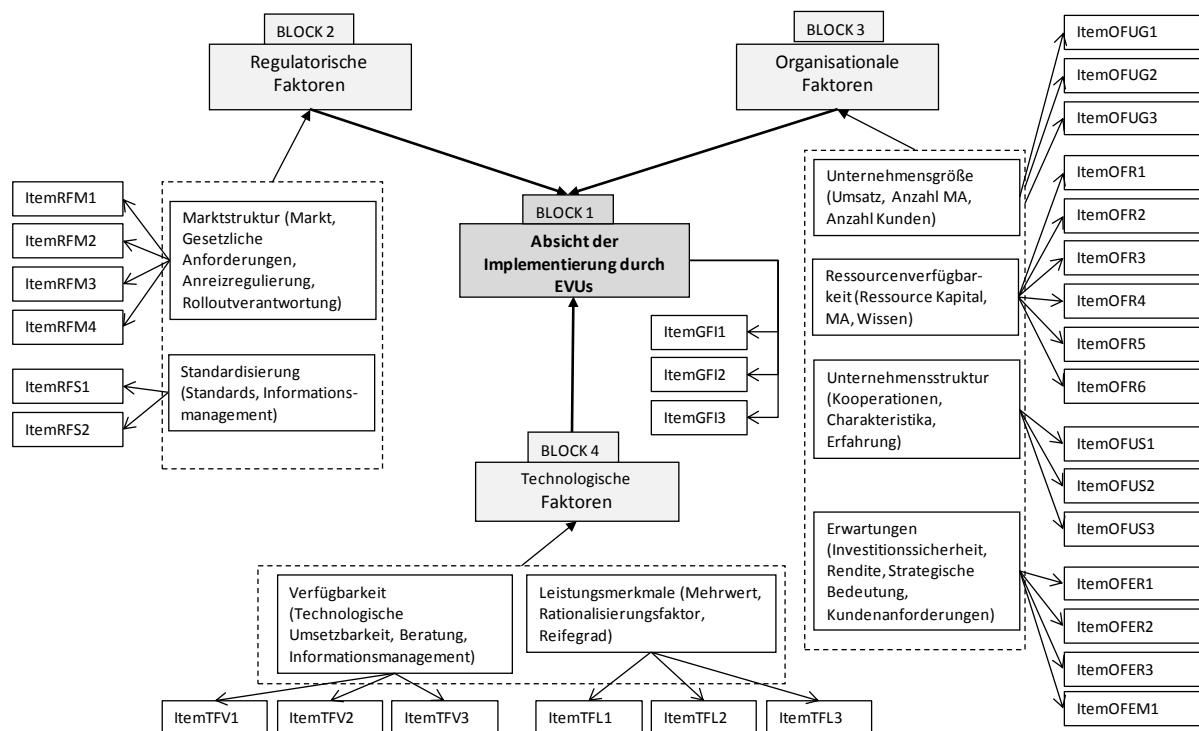 BLOCK 2
Regulatorische
Faktoren
BLOCK 3
Organisationale
Faktoren
BLOCK 1
Absicht der
Implementierung durch
EVUs
ItemGFI1
ItemGFI2
ItemGFI3
BLOCK 4
Technologische
Faktoren
ItemRFM1
ItemRFM2
ItemRFM3
ItemRFM4
ItemRFS1
ItemRFS2
Marktstruktur (Markt,
Gesetzliche
Anforderungen,
Anreizregulierung,
Rolloutverantwortung)
Standardisierung
(Standards, Informations-
management)
Unternehmensgröße
(Umsatz, Anzahl MA,
Anzahl Kunden)
Ressourcenverfügbar-
keit (Ressource Kapital,
MA, Wissen)
Unternehmensstruktur
(Kooperationen,
Charakteristika,
Erfahrung)
Erwartungen
(Investitionssicherheit,
Rendite, Strategische
Bedeutung,
Kundenanforderungen)
ItemOFUG1
ItemOFUG2
ItemOFUG3
ItemOFR1
ItemOFR2
ItemOFR3
ItemOFR4
ItemOFR5
ItemOFR6
ItemOFUS1
ItemOFUS2
ItemOFUS3
ItemOFER1
ItemOFER2
ItemOFER3
ItemOFEM1
Verfügbarkeit
(Technologische
Umsetzbarkeit, Beratung,
Informationsmanagement)
Leistungsmerkmale (Mehrwert,
Rationalisierungsfaktor,
Reifegrad)
ItemTFV1
ItemTFV2
ItemTFV3
ItemTFL1
ItemTFL2
ItemTFL3